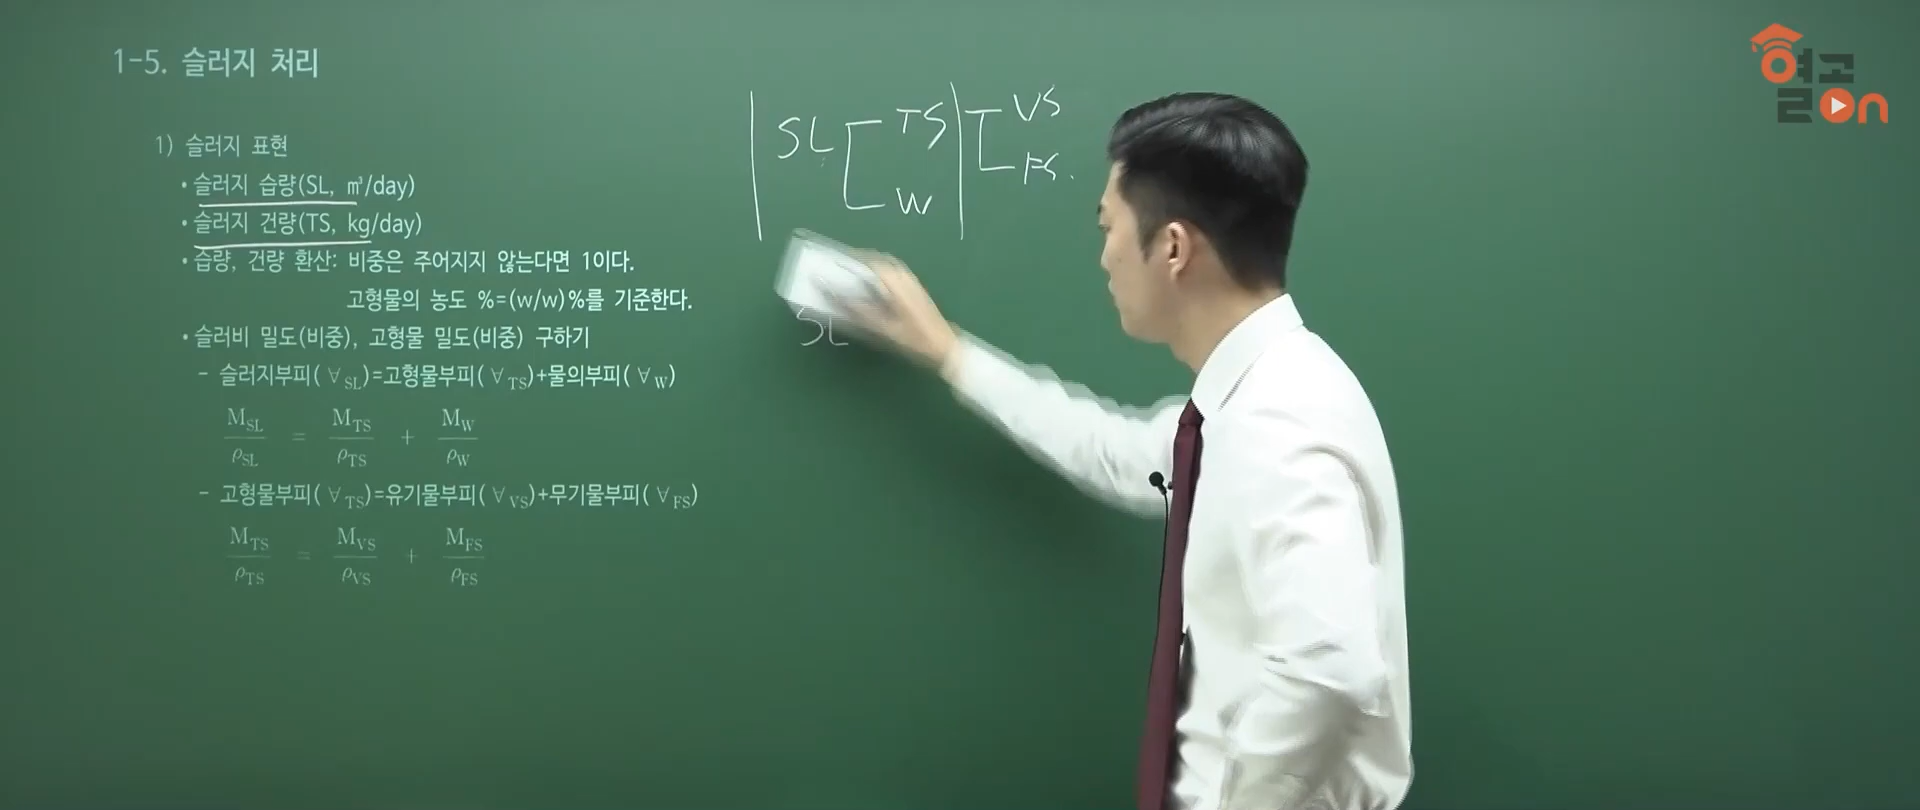 1-5. 슬러지 처리
1) 슬러지 표현
• 슬러지 습량(SL, ㎥/day)
• 슬러지 건량(TS, kg/day)
• 습량, 건량 환산: 비중은 주어지지 않는다면 1이다.
고형물의 농도 %=(w/w)%를 기준한다.
• 슬러비 밀도(비중), 고형물 밀도(비중) 구하기
- 슬러지부피(∀SL)=고형물부피(∀TS)+물의부피(∀W)
MSL/ρSL = MTS/ρTS + MW/ρW
- 고형물부피(∀TS)=유기물부피(∀VS)+무기물부피(∀FS)
MTS/ρTS = MVS/ρVS + MFS/ρFS
SL TS VS
W FS.
SL
열공
On